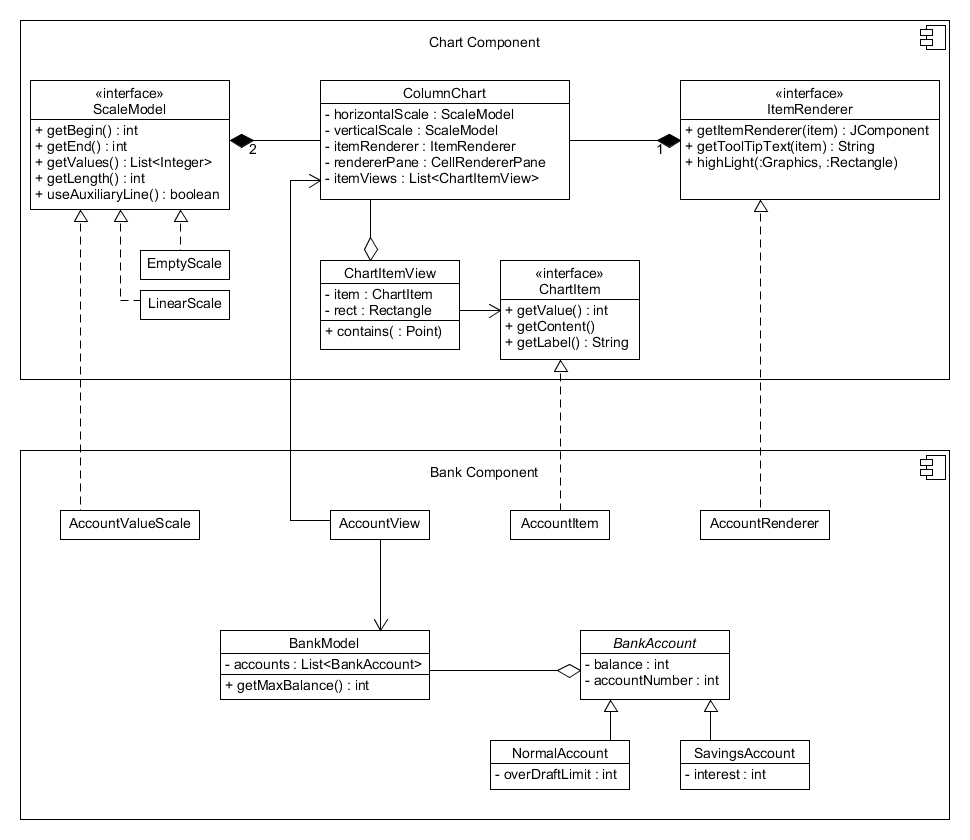 Chart Component
«interface»
ScaleModel
+ getBegin() : int
+ getEnd() : int
+ getValues() : List<Integer>
+ getLength() : int
+ useAuxiliaryLine() : boolean
2
ColumnChart
- horizontalScale : ScaleModel
- verticalScale : ScaleModel
- itemRenderer : ItemRenderer
- rendererPane : CellRendererPane
- itemViews : List<ChartItemView>
1
«interface»
ItemRenderer
+ getItemRenderer(item) : JComponent
+ getToolTipText(item) : String
+ highLight(:Graphics, :Rectangle)
EmptyScale
LinearScale
ChartItemView
- item : ChartItem
- rect : Rectangle
+ contains( : Point)
«interface»
ChartItem
+ getValue() : int
+ getContent()
+ getLabel() : String
Bank Component
AccountValueScale
AccountView
AccountItem
AccountRenderer
BankModel
- accounts : List<BankAccount>
+ getMaxBalance() : int
BankAccount
- balance : int
- accountNumber : int
NormalAccount
- overDraftLimit : int
SavingsAccount
- interest : int